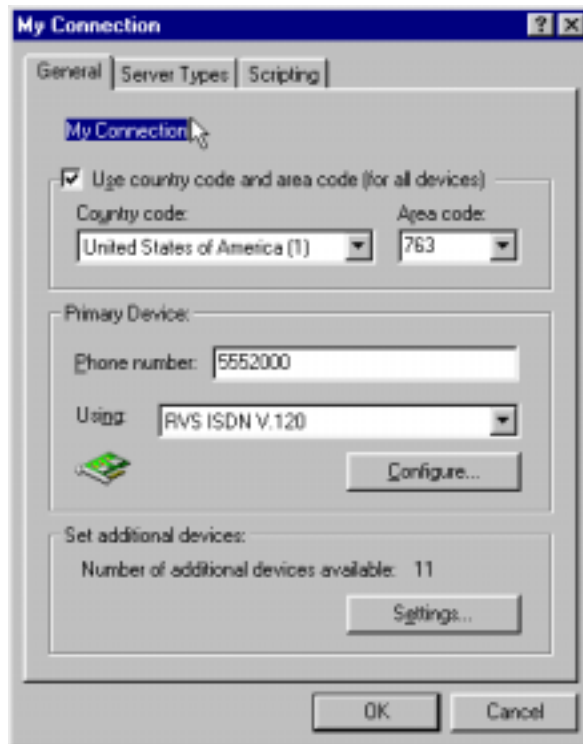 My Connection
General Server Types Scripting
My Connection
Use country code and area code (for all devices)
Country code: Area code:
United States of America (1) 763
Primary Device:
Phone number: 5552000
Using: RVS ISDN V.120
Configure...
Set additional devices:
Number of additional devices available: 11
Settings...
OK Cancel